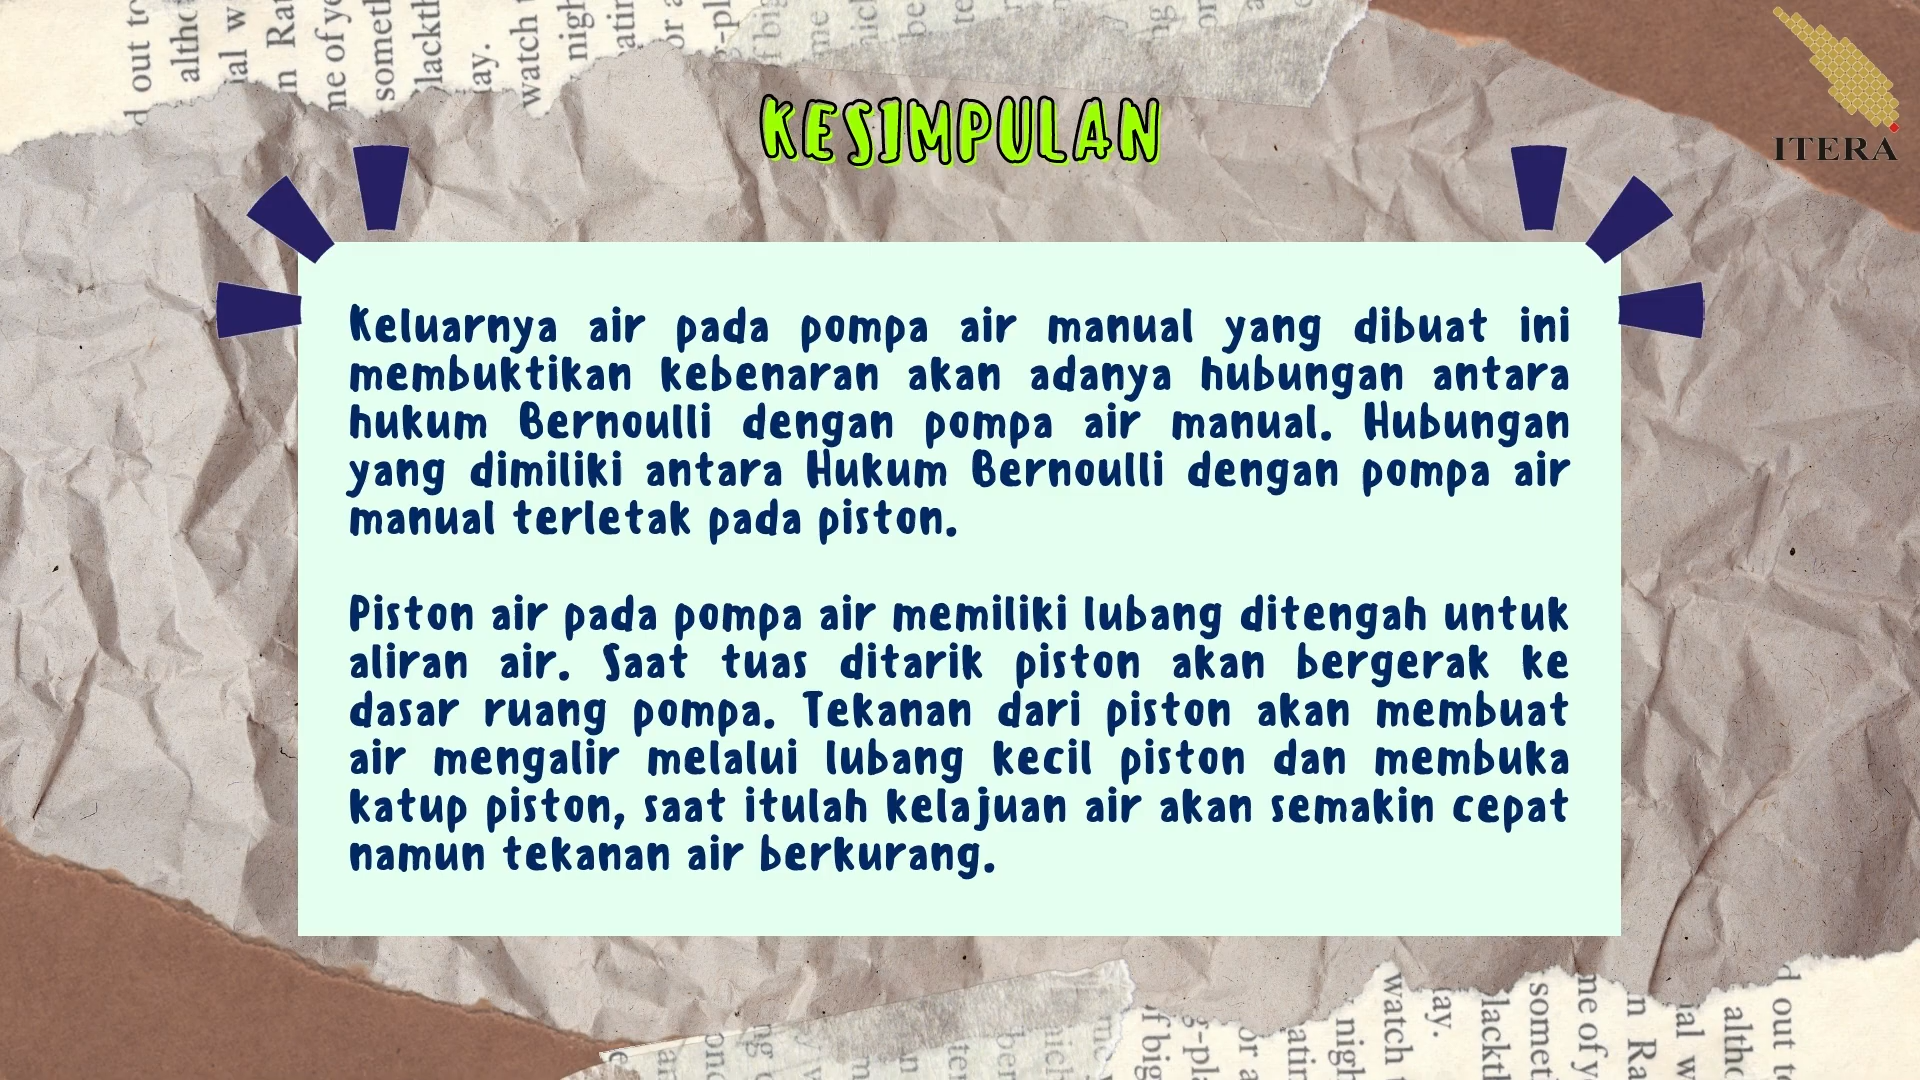 KESIMPULAN
ITERA
Keluarnya air pada pompa air manual yang dibuat ini
membuktikan kebenaran akan adanya hubungan antara
hukum Bernoulli dengan pompa air manual. Hubungan
yang dimiliki antara Hukum Bernoulli dengan pompa air
manual terletak pada piston.
Piston air pada pompa air memiliki lubang ditengah untuk
aliran air. Saat tuas ditarik piston akan bergerak ke
dasar ruang pompa. Tekanan dari piston akan membuat
air mengalir melalui lubang kecil piston dan membuka
katup piston, saat itulah kelajuan air akan semakin cepat
namun tekanan air berkurang.